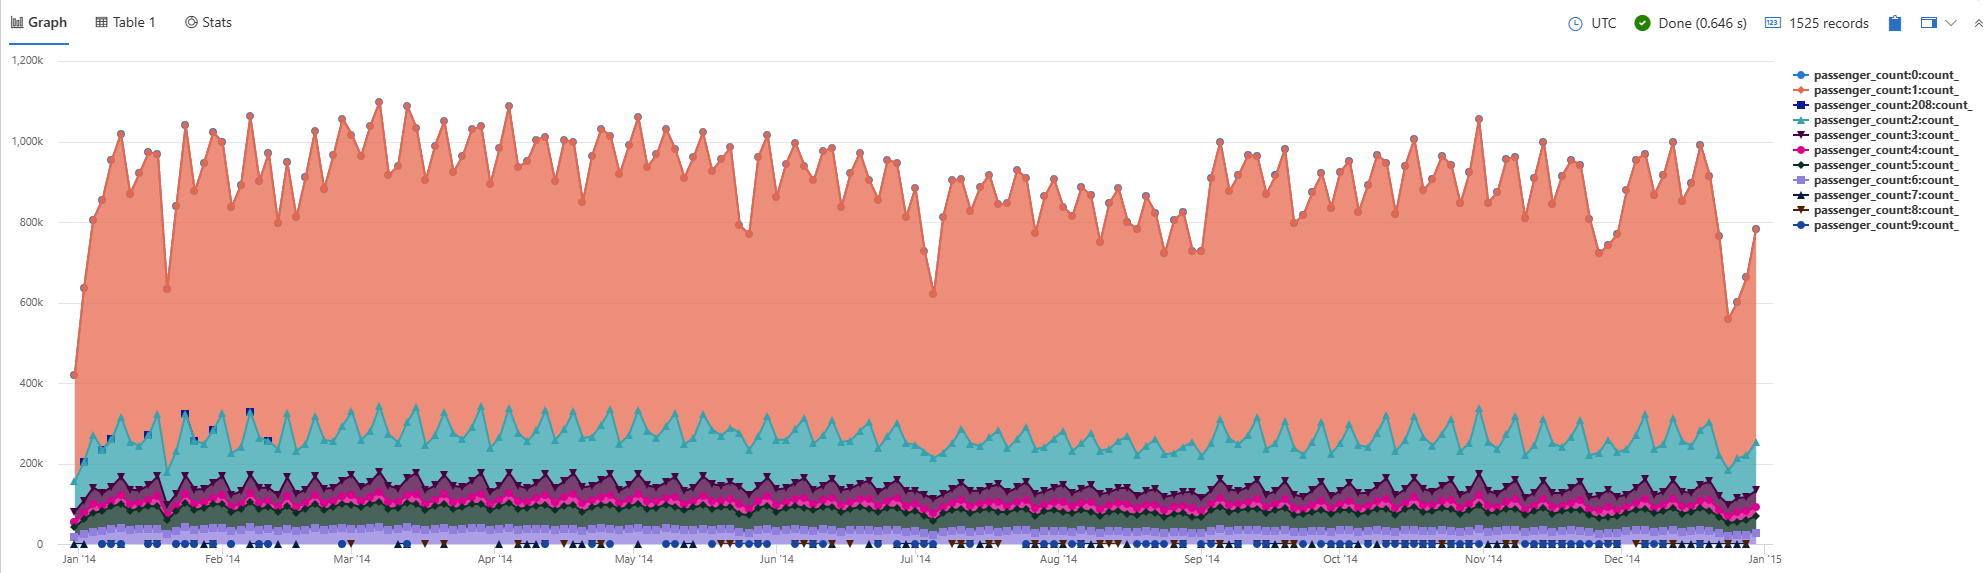 Graph Table 1 Stats UTC Done (0.646 s) 123 1525 records
1,200k
1,000k
800k
600k
400k
200k
0
Jan '14 Feb '14 Mar '14 Apr '14 May '14 Jun '14 Jul '14 Aug '14 Sep '14 Oct '14 Nov '14 Dec '14 Jan '15
passenger_count:0:count_
passenger_count:1:count_
passenger_count:208:count_
passenger_count:2:count_
passenger_count:3:count_
passenger_count:4:count_
passenger_count:5:count_
passenger_count:6:count_
passenger_count:7:count_
passenger_count:8:count_
passenger_count:9:count_